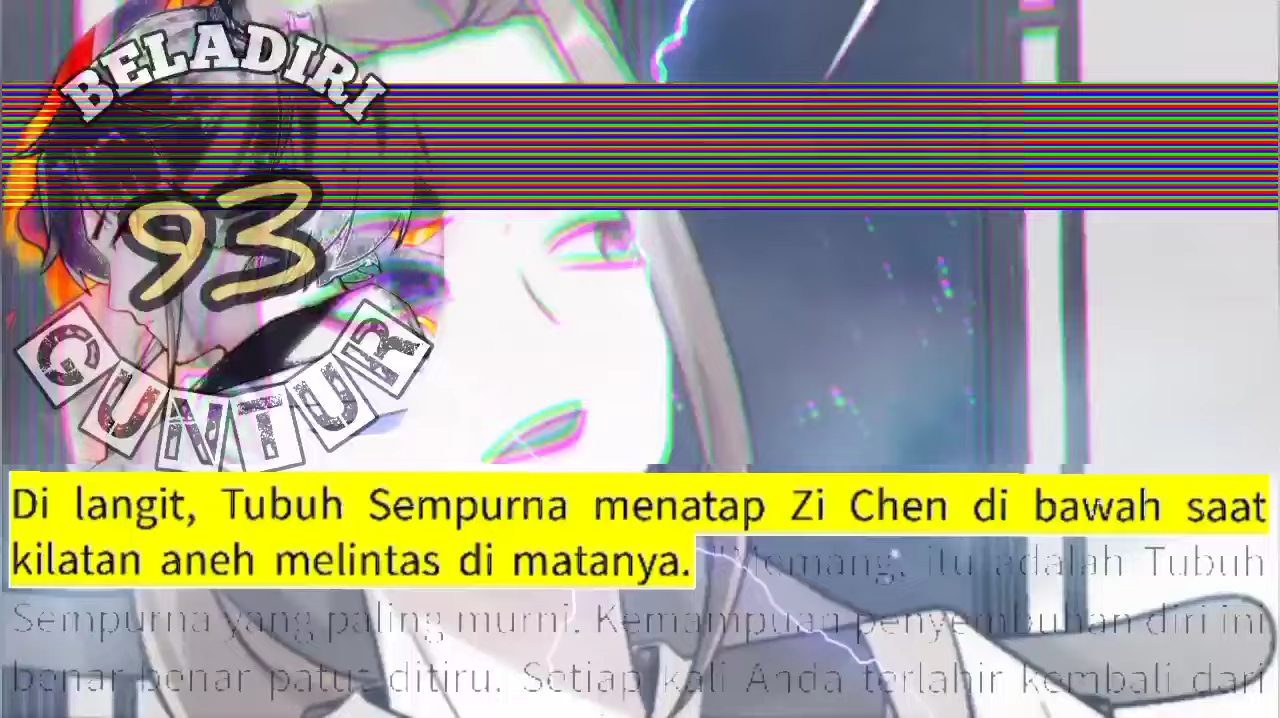 BELADIRI
93
GUNTUR
Di langit, Tubuh Sempurna menatap Zi Chen di bawah saat
kilatan aneh melintas di matanya. "Memang, itu adalah Tubuh
Sempurna yang paling murni. Kemampuan penyembuhan diri ini
benar-benar patut ditiru. Setiap kali Anda terlahir kembali dari